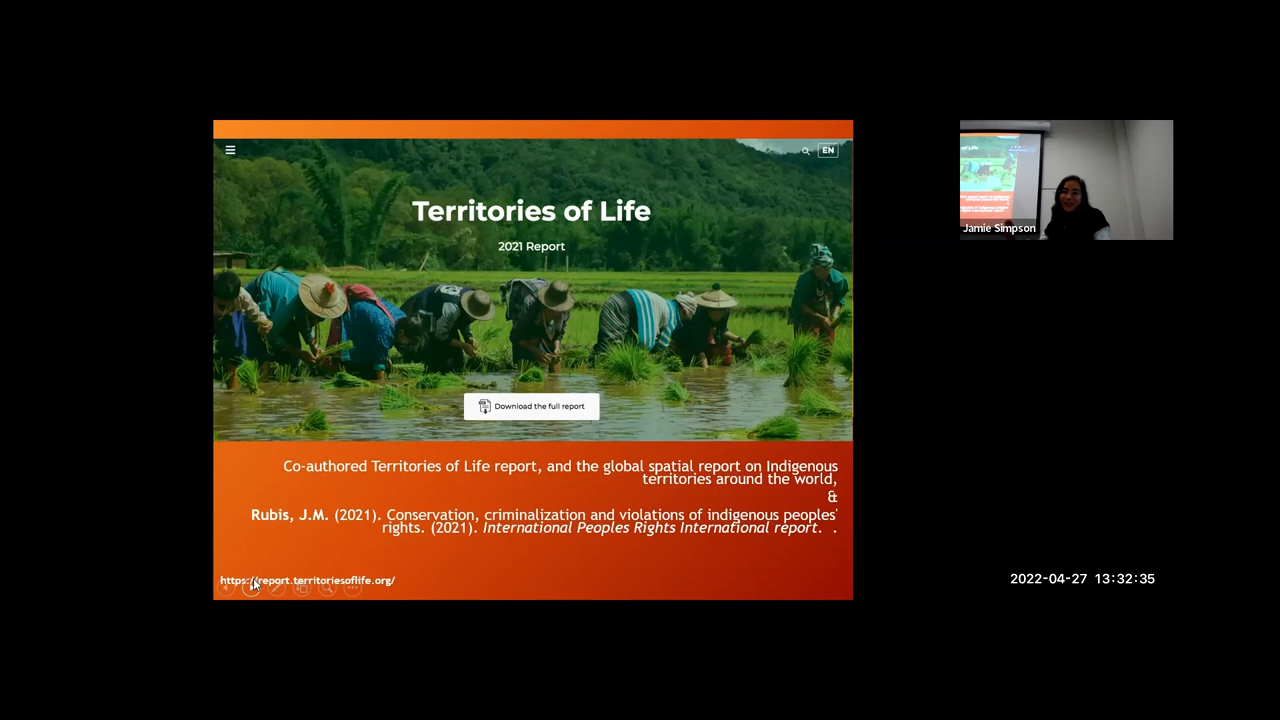 EN
Territories of Life
2021 Report
Download the full report
Co-authored Territories of Life report, and the global spatial report on Indigenous
territories around the world,
&
Rubis, J.M. (2021). Conservation, criminalization and violations of indigenous peoples'
rights. (2021). International Peoples Rights International report.  .
https://report.territoriesoflife.org/
Jamie Simpson
2022-04-27 13:32:35